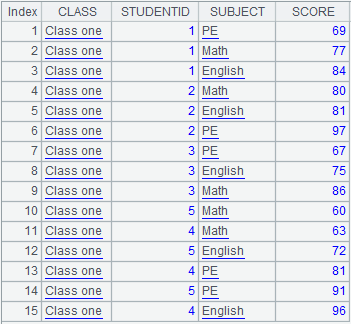 Index CLASS STUDENTID SUBJECT SCORE
1 Class one 1 PE 69
2 Class one 1 Math 77
3 Class one 1 English 84
4 Class one 2 Math 80
5 Class one 2 English 81
6 Class one 2 PE 97
7 Class one 3 PE 67
8 Class one 3 English 75
9 Class one 3 Math 86
10 Class one 5 Math 60
11 Class one 4 Math 63
12 Class one 5 English 72
13 Class one 4 PE 81
14 Class one 5 PE 91
15 Class one 4 English 96